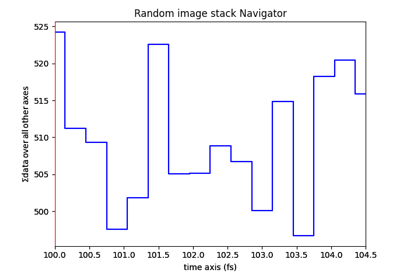 Random image stack Navigator
Σdata over all other axes
525
520
515
510
505
500
100.0 100.5 101.0 101.5 102.0 102.5 103.0 103.5 104.0 104.5
time axis (fs)